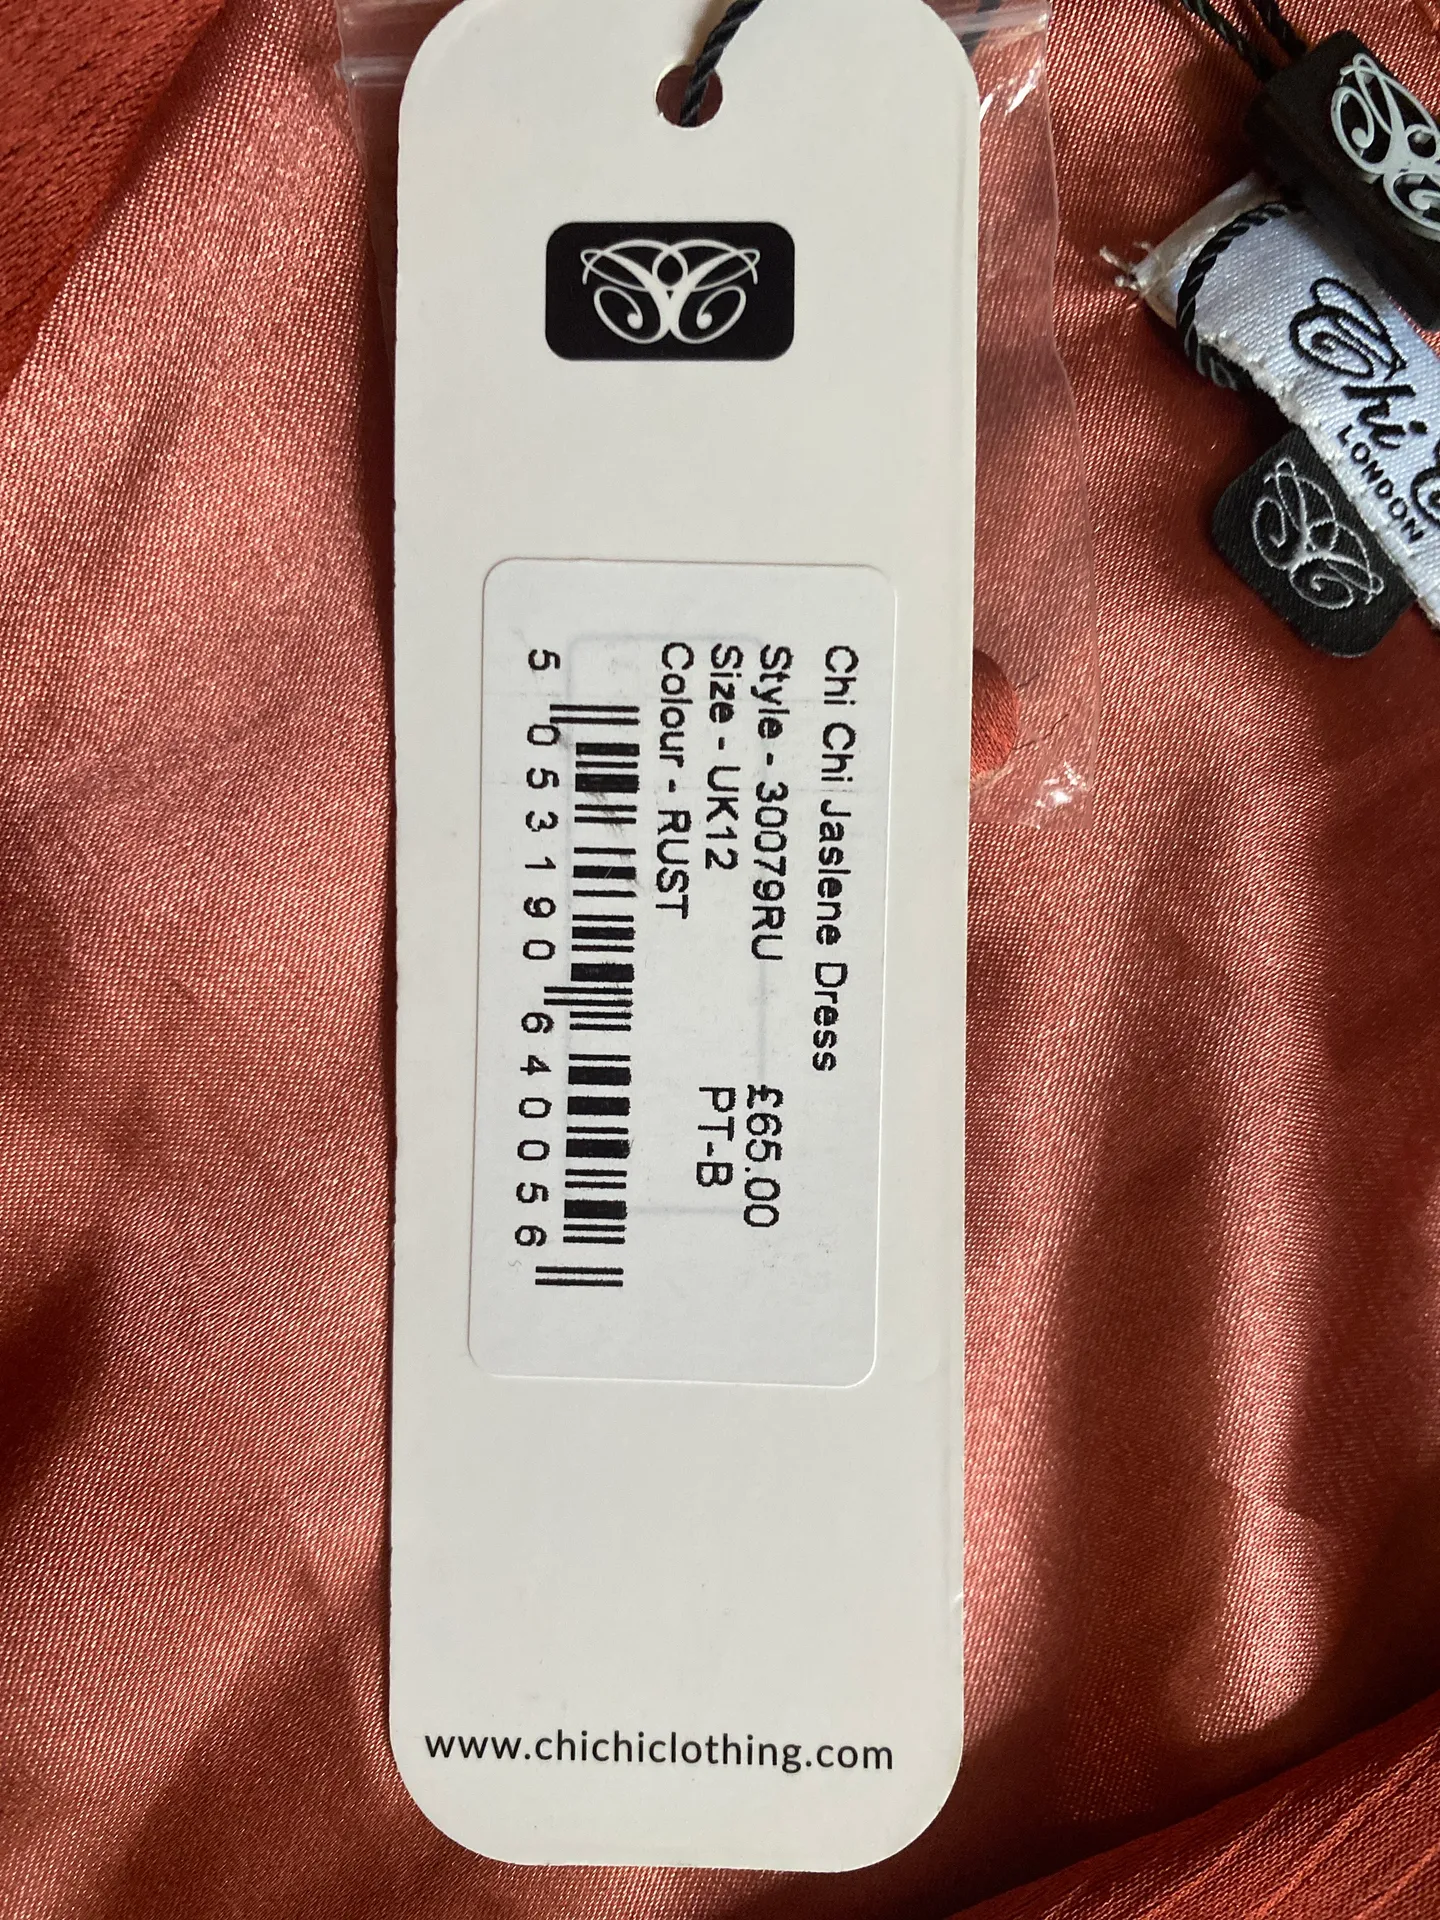 Chi Chi Jaslene Dress
Style - 30079RU £65.00
Size - UK12 PT-B
Colour - RUST
5 053190 640056
www.chichiclothing.com
Chi
LONDON